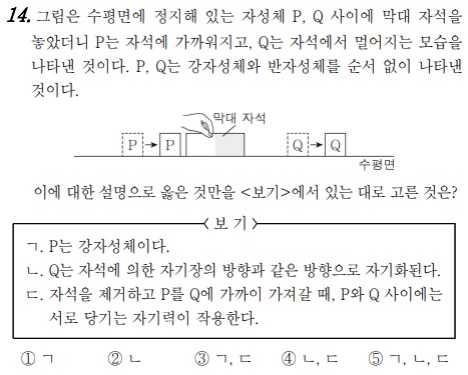 14. 그림은 수평면에 정지해 있는 자성체 P, Q 사이에 막대 자석을
놓았더니 P는 자석에 가까워지고, Q는 자석에서 멀어지는 모습을
나타낸 것이다. P, Q는 강자성체와 반자성체를 순서 없이 나타낸
것이다.
막대 자석
P P Q Q
수평면
이에 대한 설명으로 옳은 것만을 <보기>에서 있는 대로 고른 것은?
<보 기>
ㄱ. P는 강자성체이다.
ㄴ. Q는 자석에 의한 자기장의 방향과 같은 방향으로 자기화된다.
ㄷ. 자석을 제거하고 P를 Q에 가까이 가져갈 때, P와 Q 사이에는
서로 당기는 자기력이 작용한다.
① ㄱ ② ㄴ ③ ㄱ, ㄷ ④ ㄴ, ㄷ ⑤ ㄱ, ㄴ, ㄷ